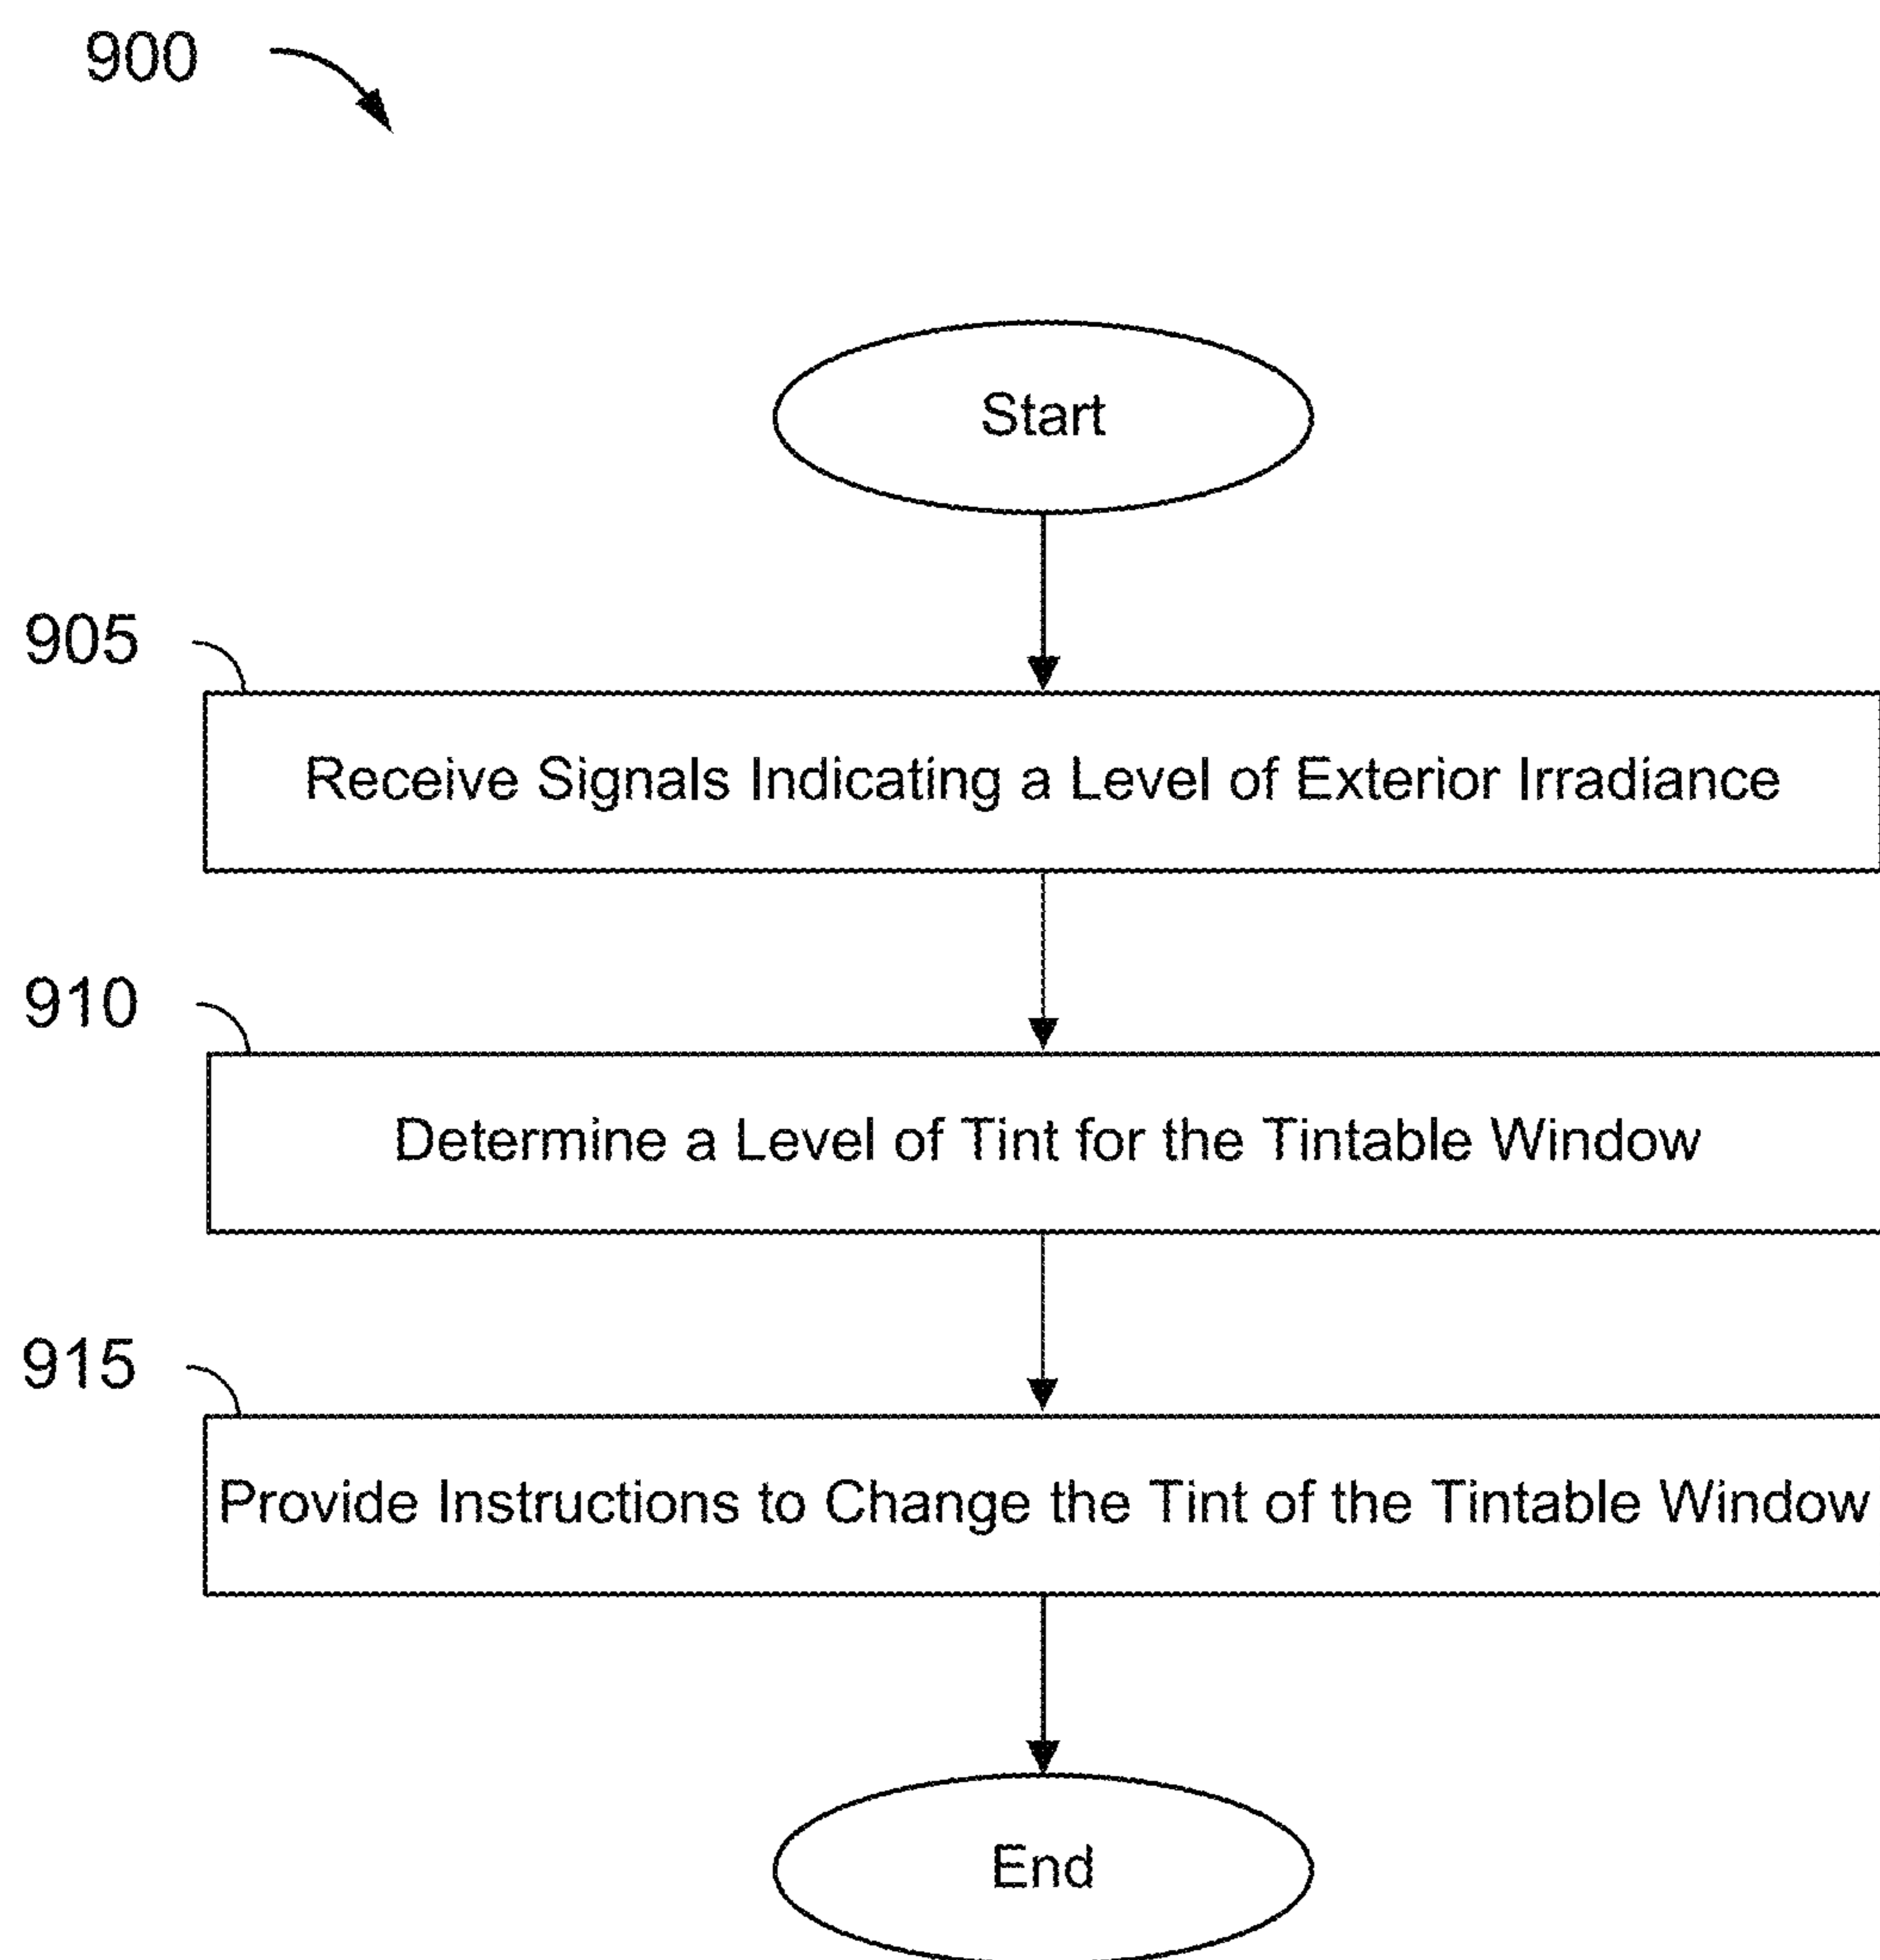 900
Start
905
Receive Signals Indicating a Level of Exterior Irradiance
910
Determine a Level of Tint for the Tintable Window
915
Provide Instructions to Change the Tint of the Tintable Window
End